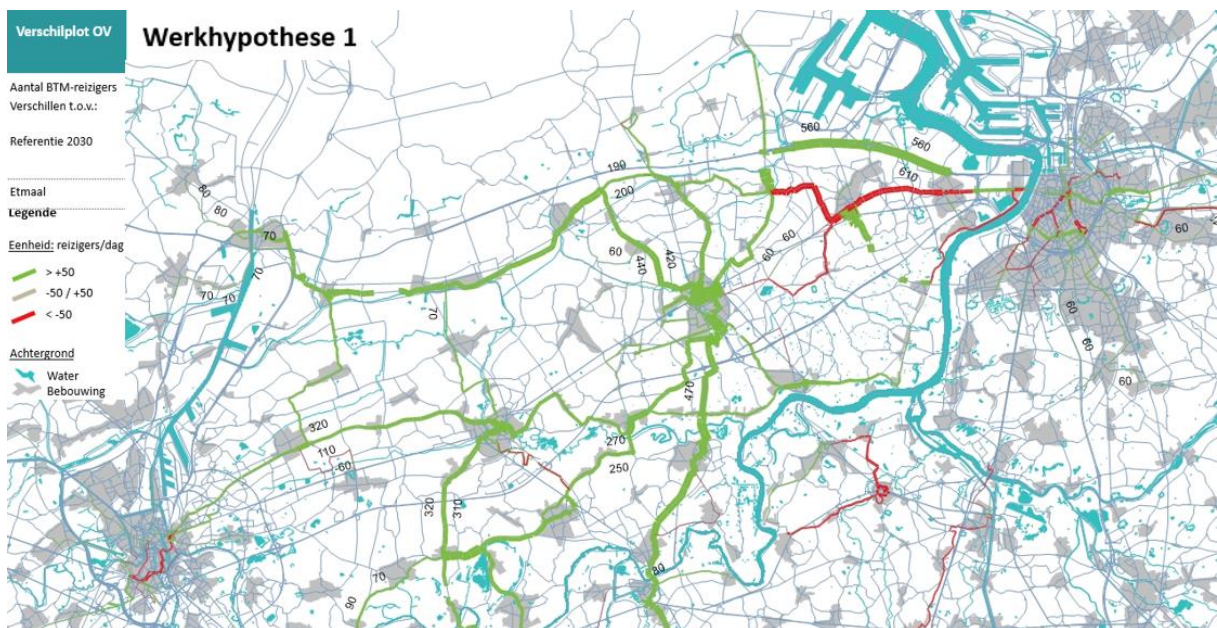 Verschilplot OV
Werkhypothese 1
Aantal BTM-reizigers
Verschillen t.o.v.:
Referentie 2030
Etmaal
Legende
Eenheid: reizigers/dag
> +50
-50 / +50
< -50
Achtergrond
Water
Bebouwing
560
560
610
190
200
80
80
70
70
70
70
60
440
420
60
60
70
60
60
60
60
470
320
110
-60
270
250
320
310
70
90
80